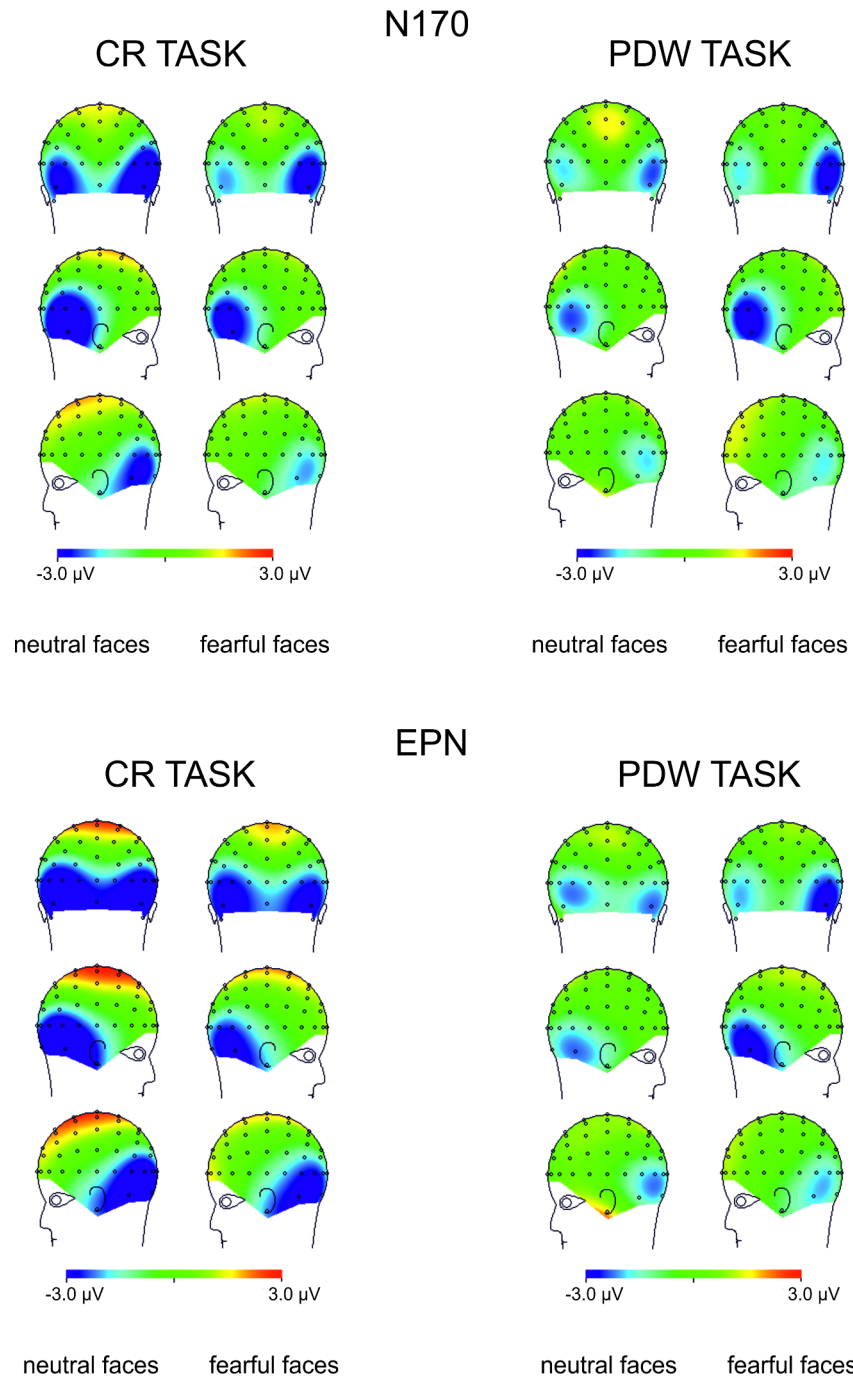 N170
CR TASK PDW TASK
-3.0 µV 3.0 µV -3.0 µV 3.0 µV
neutral faces fearful faces neutral faces fearful faces
EPN
CR TASK PDW TASK
-3.0 µV 3.0 µV -3.0 µV 3.0 µV
neutral faces fearful faces neutral faces fearful faces